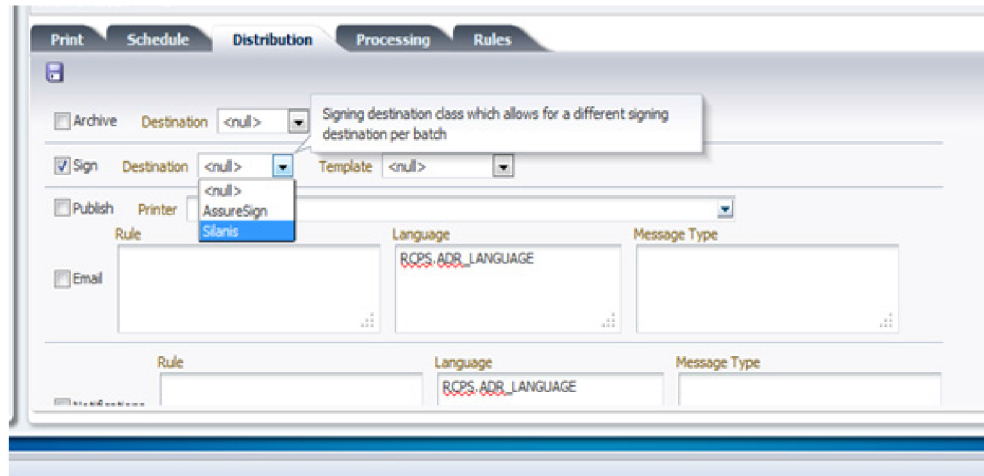 Print Schedule Distribution Processing Rules
Archive Destination <null> Signing destination class which allows for a different signing
destination per batch
Sign Destination <null> Template <null>
<null>
AssureSign
Silanis
Publish Printer
Rule Language Message Type
RCPS.ADR_LANGUAGE
Email
Rule Language Message Type
RCPS.ADR_LANGUAGE